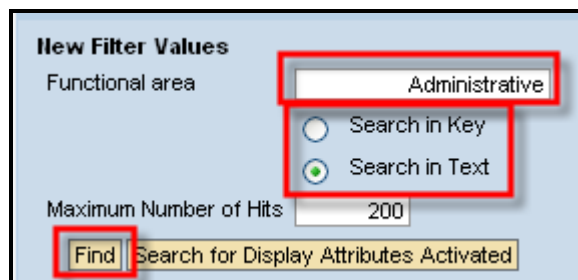 New Filter Values
Functional area Administrative
Search in Key
Search in Text
Maximum Number of Hits 200
Find Search for Display Attributes Activated